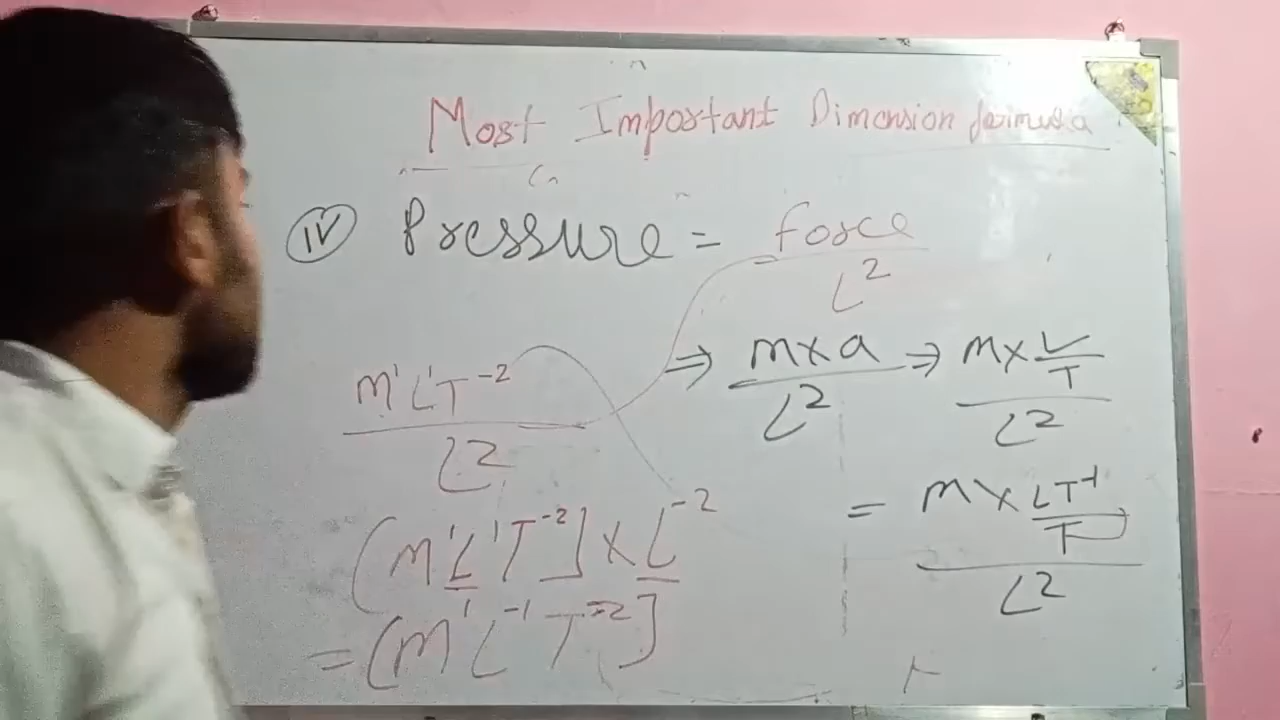 Most Important Dimension formula
(IV) Pressure = force / L²
⇒ m×a / L² ⇒ m× V/T / L²
M¹L¹T⁻² / L²
= m × LT⁻¹/T / L²
[M¹L¹T⁻²] × L⁻²
= [M¹L⁻¹T⁻²]